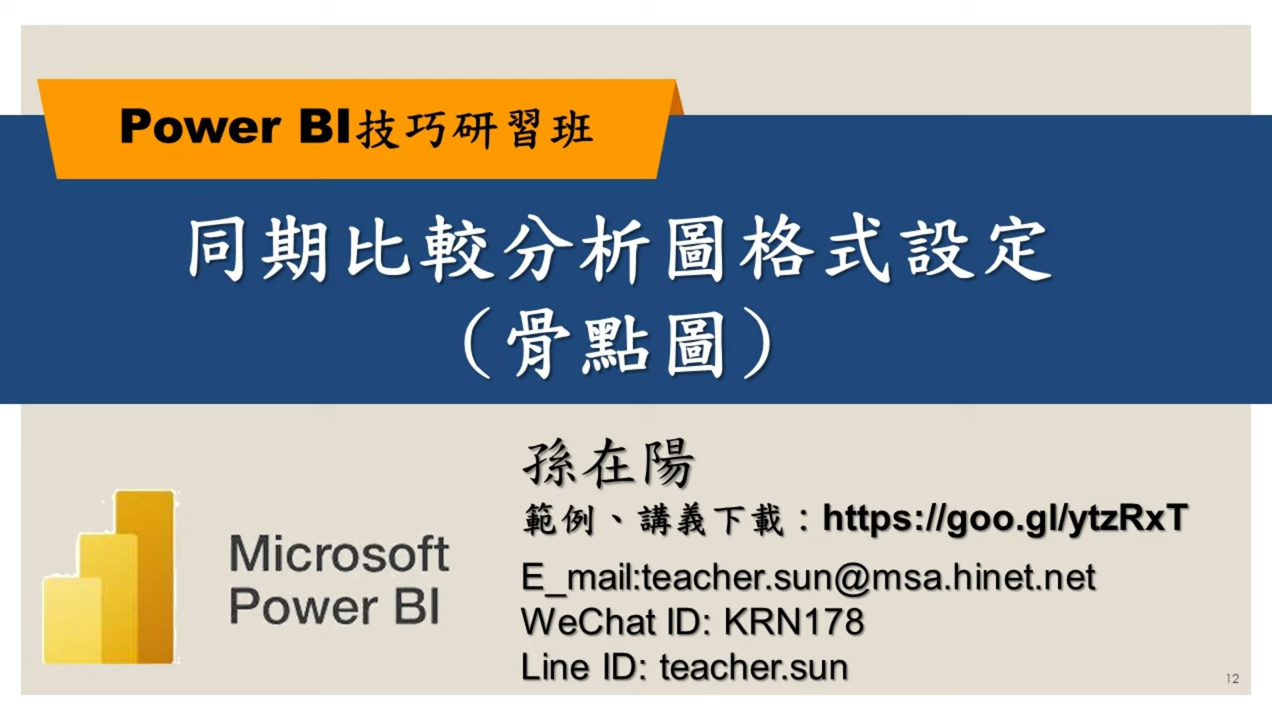 Power BI技巧研習班
同期比較分析圖格式設定
（骨點圖）
孫在陽
範例、講義下載：https://goo.gl/ytzRxT
Microsoft
Power BI
E_mail:teacher.sun@msa.hinet.net
WeChat ID: KRN178
Line ID: teacher.sun
12